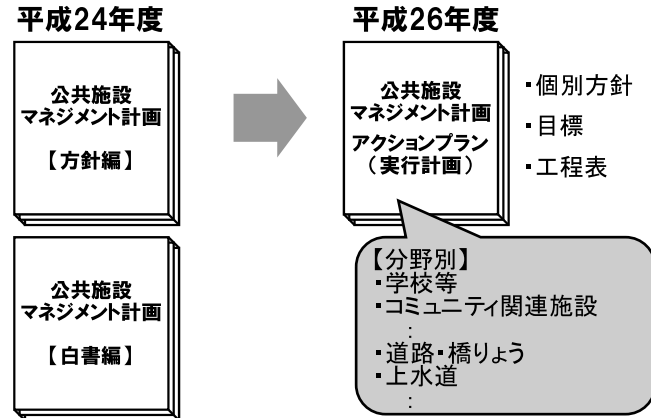 平成24年度
公共施設
マネジメント計画
【方針編】
公共施設
マネジメント計画
【白書編】
平成26年度
公共施設
マネジメント計画
アクションプラン
（実行計画）
▪個別方針
▪目標
▪工程表
【分野別】
▪学校等
▪コミュニティ関連施設
：
▪道路▪橋りょう
▪上水道
：